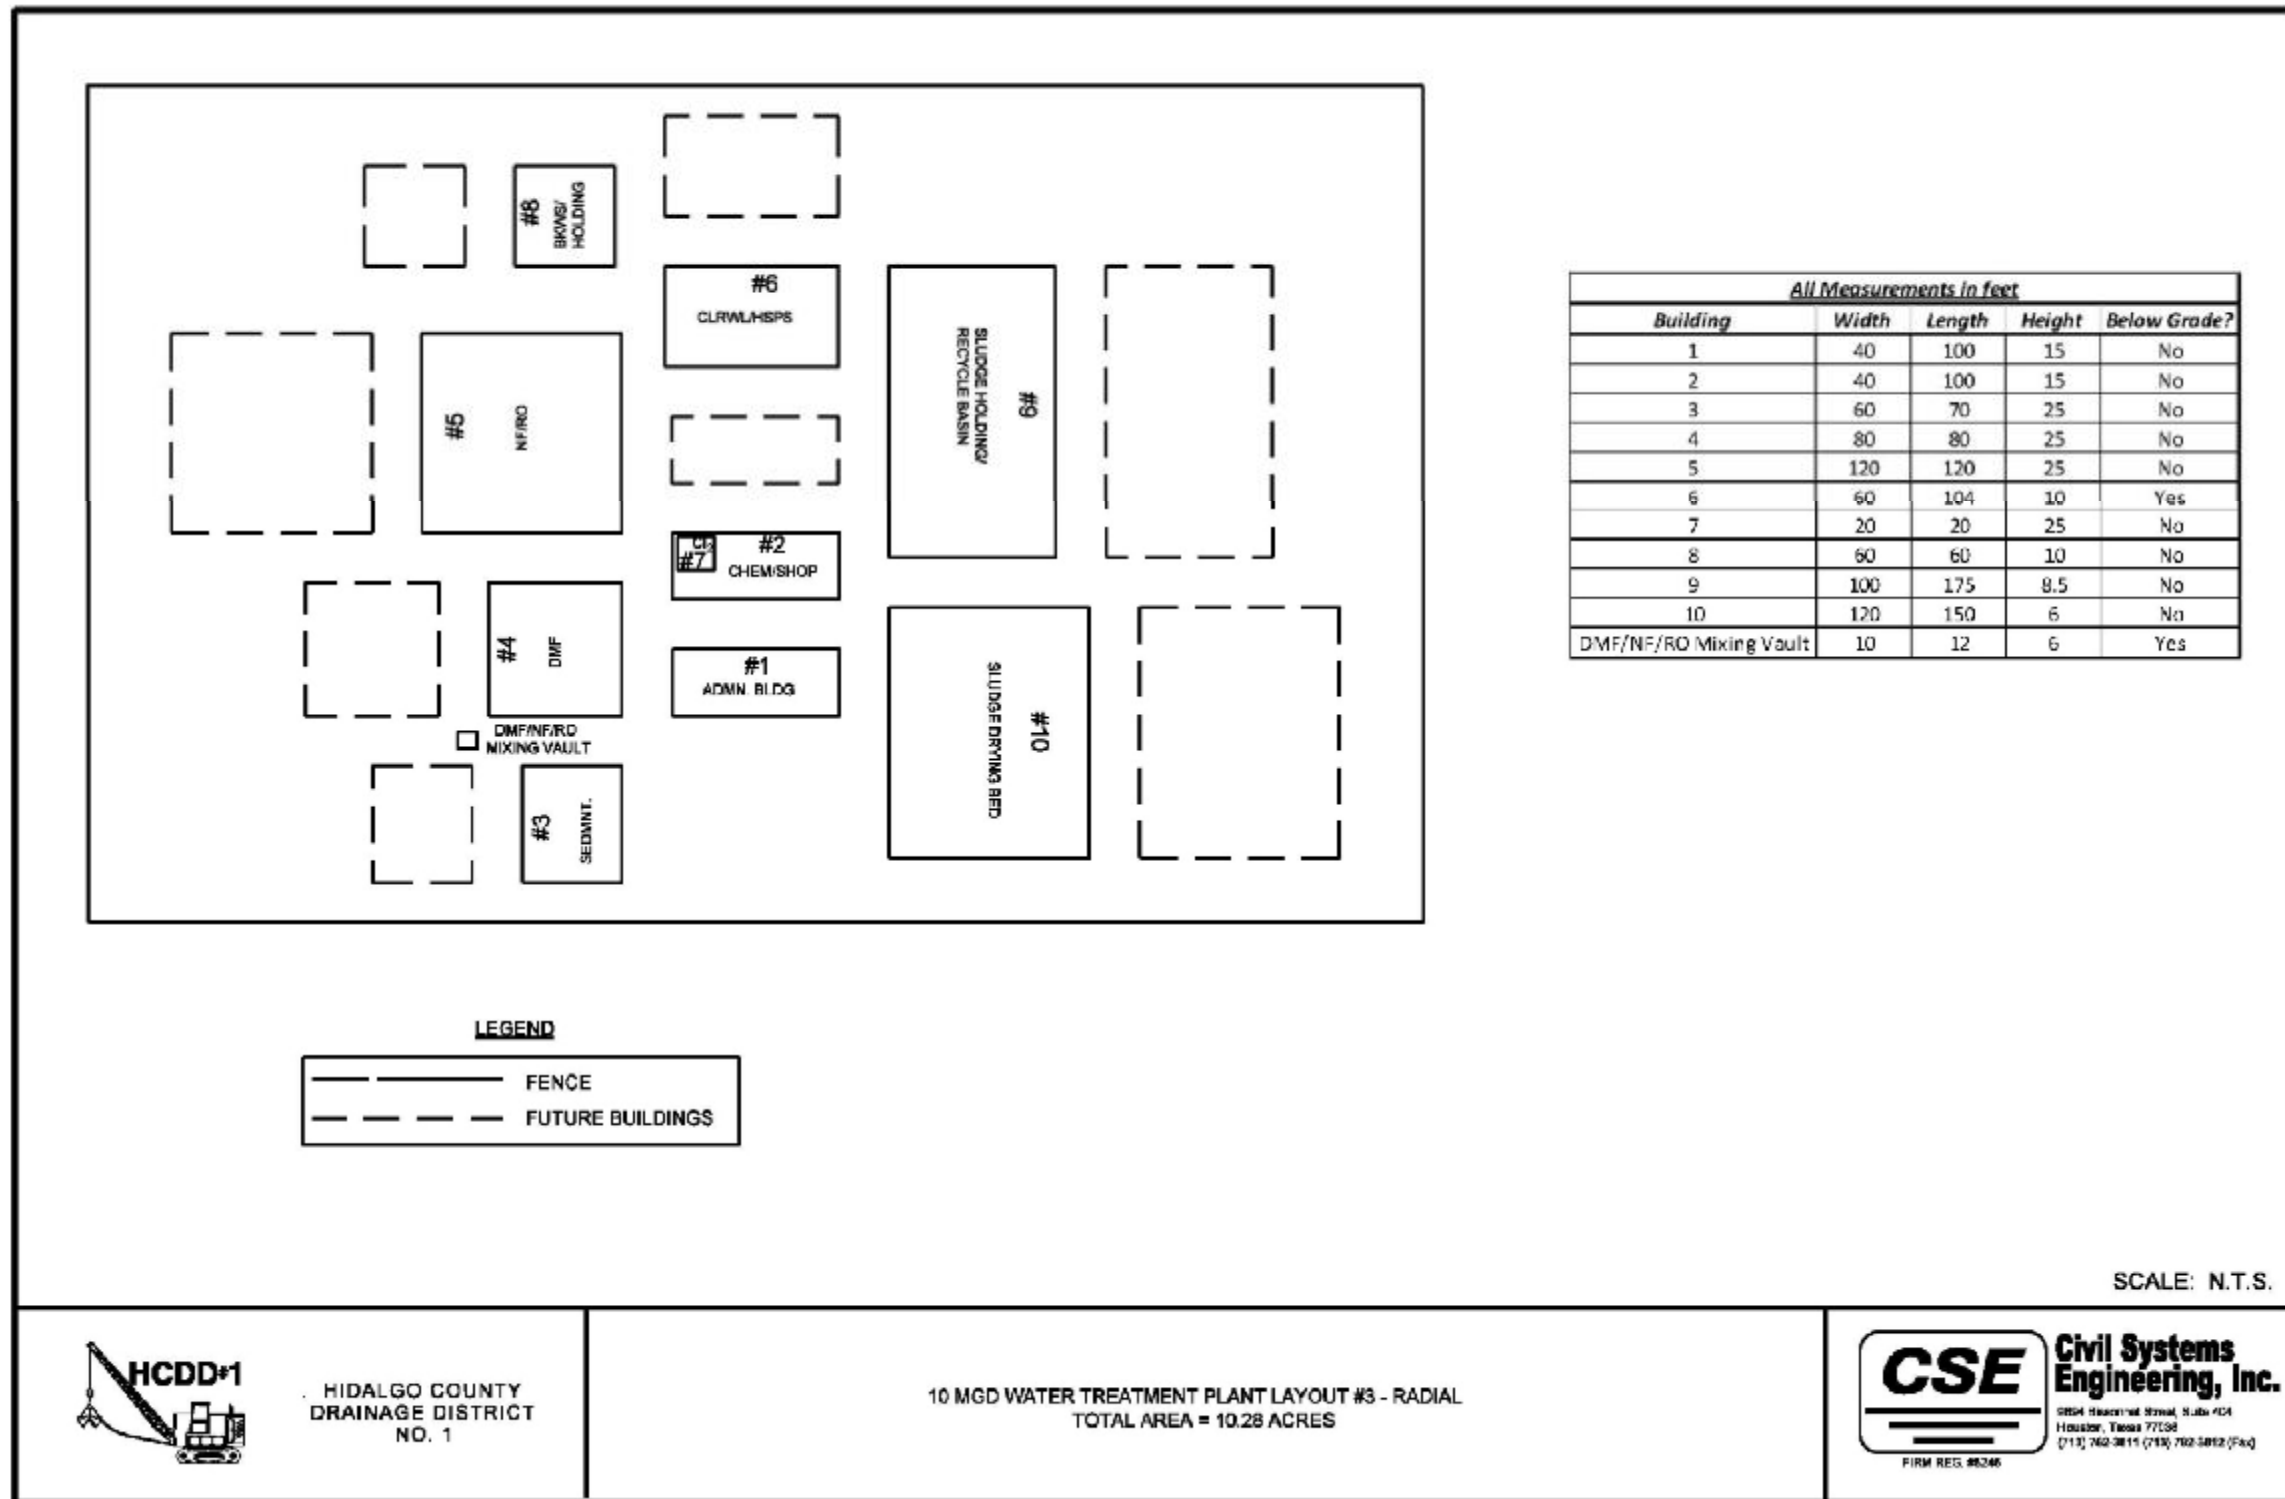 #8
BKWS/
HOLDING
#6
CLRWL/HSPS
#5
NF/RO
SLUDGE HOLDING/
RECYCLE BASIN
#9
Cl2
#7
#2
CHEM/SHOP
#4
DMF
#1
ADMN. BLDG
DMF/NF/RO
MIXING VAULT
#3
SEDMNT.
SLUDGE DRYING BED
#10
All Measurements in feet
Building Width Length Height Below Grade?
1 40 100 15 No
2 40 100 15 No
3 60 70 25 No
4 80 80 25 No
5 120 120 25 No
6 60 104 10 Yes
7 20 20 25 No
8 60 60 10 No
9 100 175 8.5 No
10 120 150 6 No
DMF/NF/RO Mixing Vault 10 12 6 Yes
LEGEND
FENCE
FUTURE BUILDINGS
SCALE: N.T.S.
HCDD#1
HIDALGO COUNTY
DRAINAGE DISTRICT
NO. 1
10 MGD WATER TREATMENT PLANT LAYOUT #3 - RADIAL
TOTAL AREA = 10.28 ACRES
CSE
Civil Systems
Engineering, Inc.
Street, Suite
Houston, Texas
(Fax)
FIRM REG.